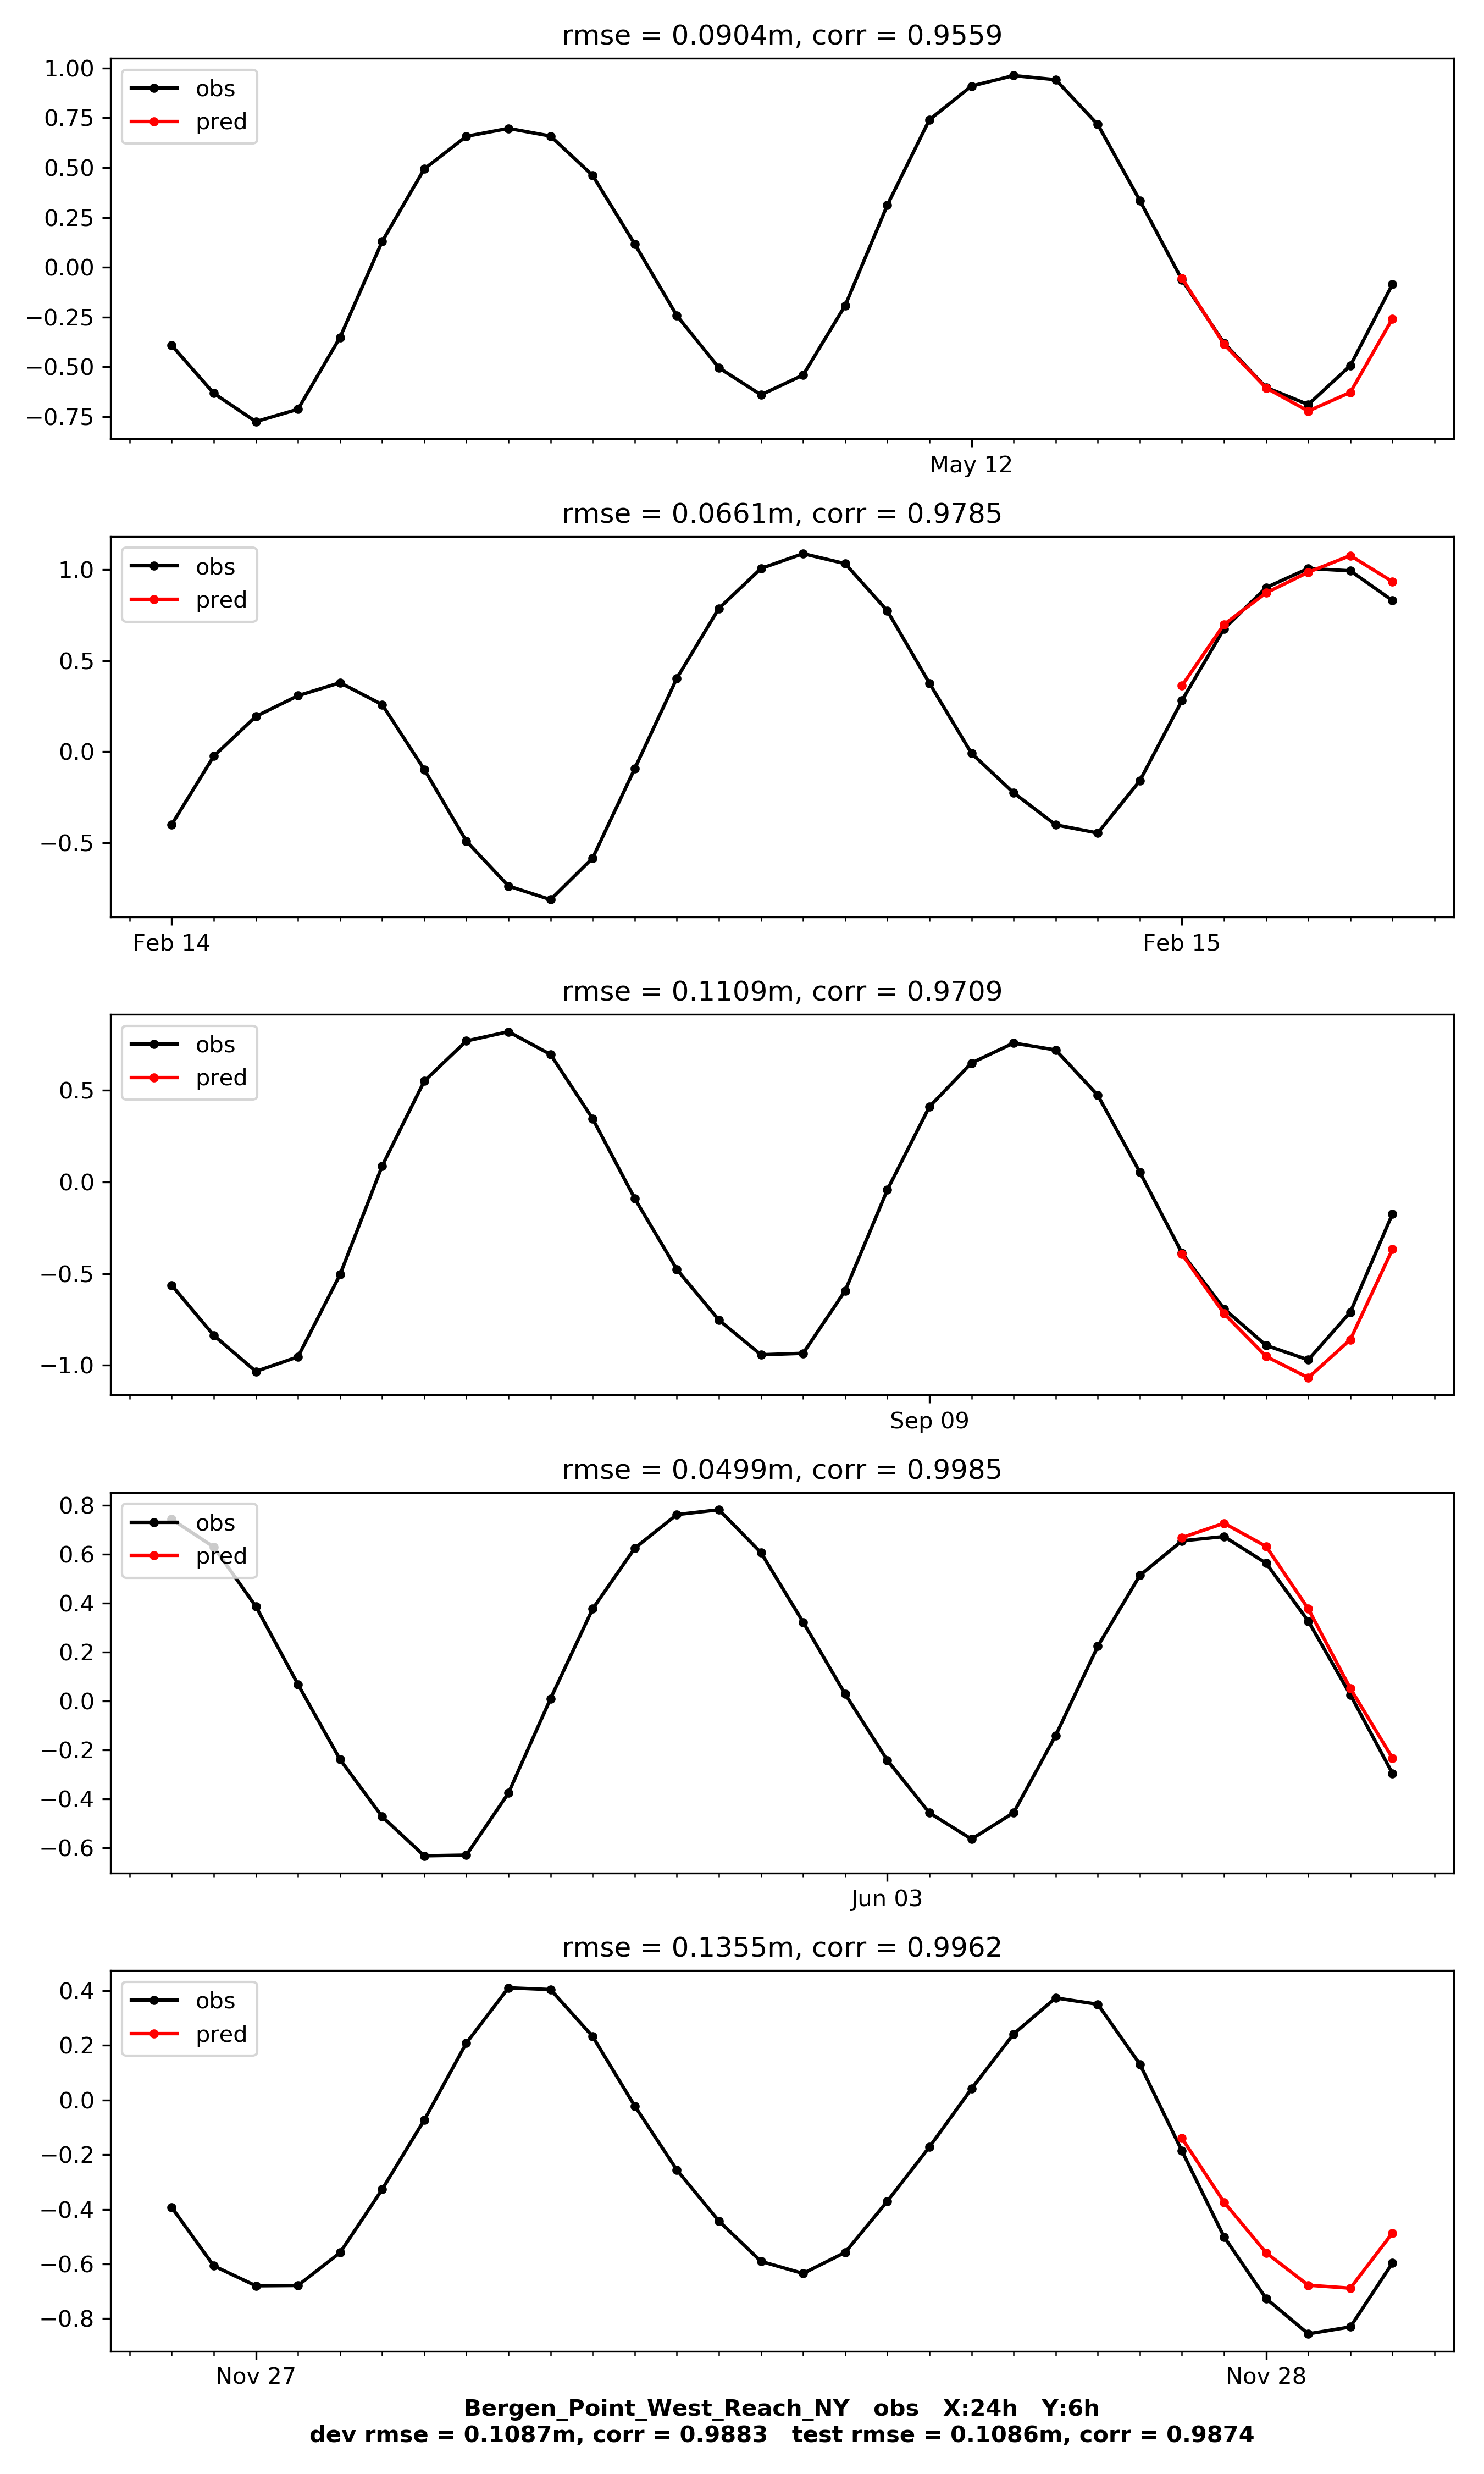 rmse = 0.0904m, corr = 0.9559
1.00
obs
0.75
pred
0.50
0.25
0.00
−0.25
−0.50
−0.75
May 12
rmse = 0.0661m, corr = 0.9785
1.0
obs
pred
0.5
0.0
−0.5
Feb 14 Feb 15
rmse = 0.1109m, corr = 0.9709
obs
0.5
pred
0.0
−0.5
−1.0
Sep 09
rmse = 0.0499m, corr = 0.9985
0.8
obs
0.6
pred
0.4
0.2
0.0
−0.2
−0.4
−0.6
Jun 03
rmse = 0.1355m, corr = 0.9962
0.4
obs
0.2
pred
0.0
−0.2
−0.4
−0.6
−0.8
Nov 27 Nov 28
Bergen_Point_West_Reach_NY obs X:24h Y:6h
dev rmse = 0.1087m, corr = 0.9883 test rmse = 0.1086m, corr = 0.9874